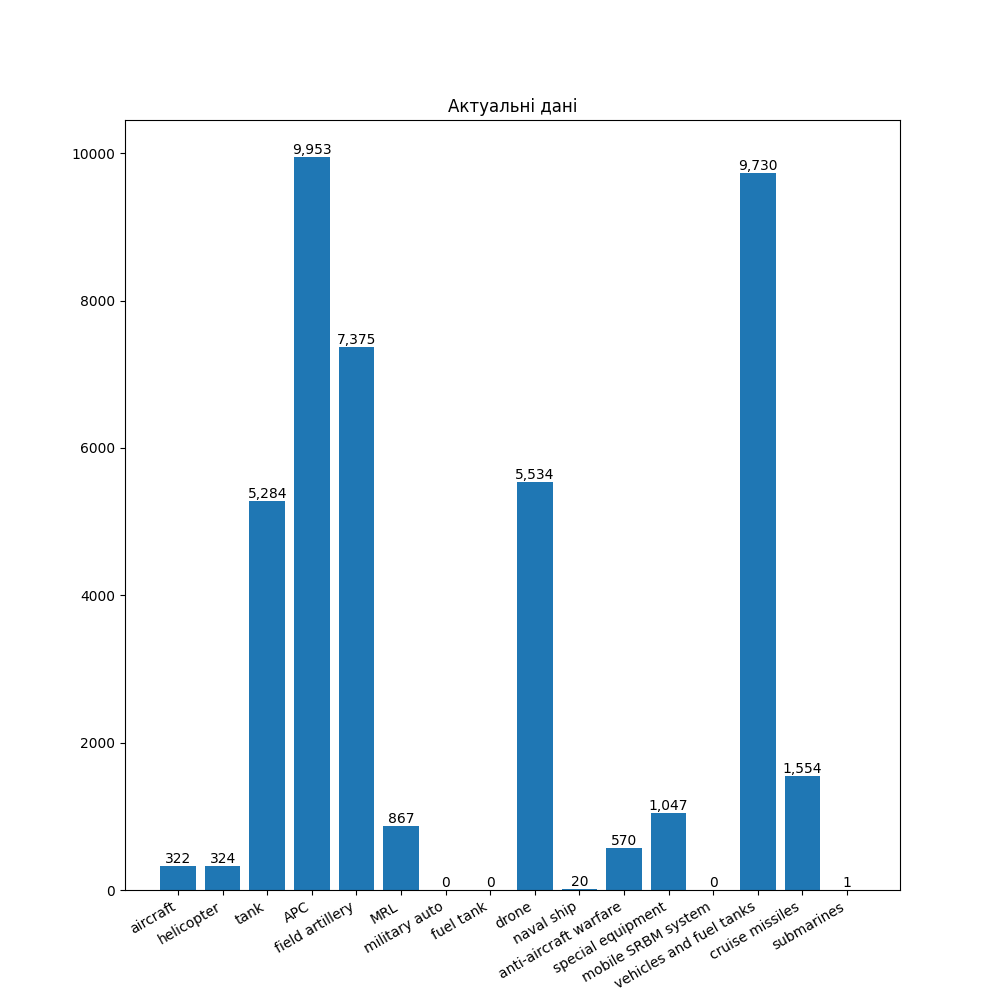 Актуальні дані
10000
8000
6000
4000
2000
0
322
324
5,284
9,953
7,375
867
0
0
5,534
20
570
1,047
0
9,730
1,554
1
aircraft
helicopter
tank
APC
field artillery
MRL
military auto
fuel tank
drone
naval ship
anti-aircraft warfare
special equipment
mobile SRBM system
vehicles and fuel tanks
cruise missiles
submarines